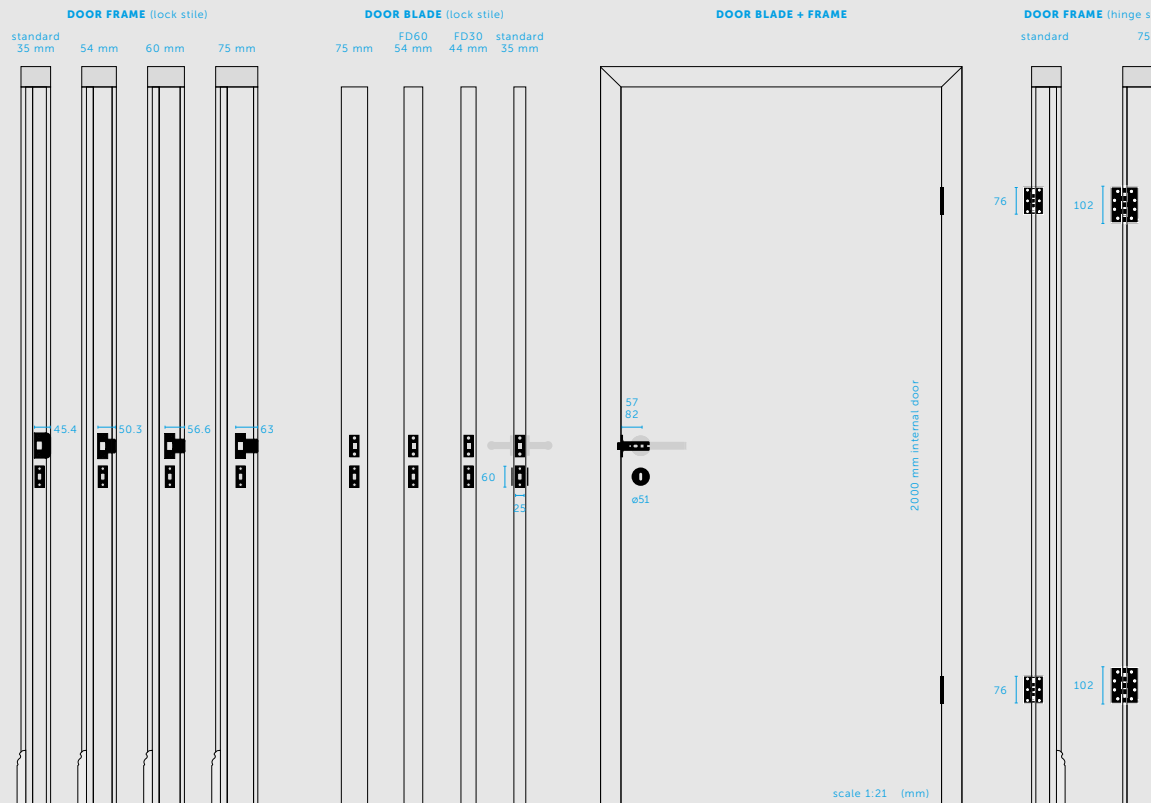 DOOR FRAME (lock stile)
standard
35 mm
54 mm
60 mm
75 mm
45.4
50.3
56.6
63
DOOR BLADE (lock stile)
75 mm
FD60
54 mm
FD30
44 mm
standard
35 mm
60
25
DOOR BLADE + FRAME
57
82
ø51
2000 mm internal door
scale 1:21 (mm)
DOOR FRAME (hinge s
standard
75
76
102
76
102